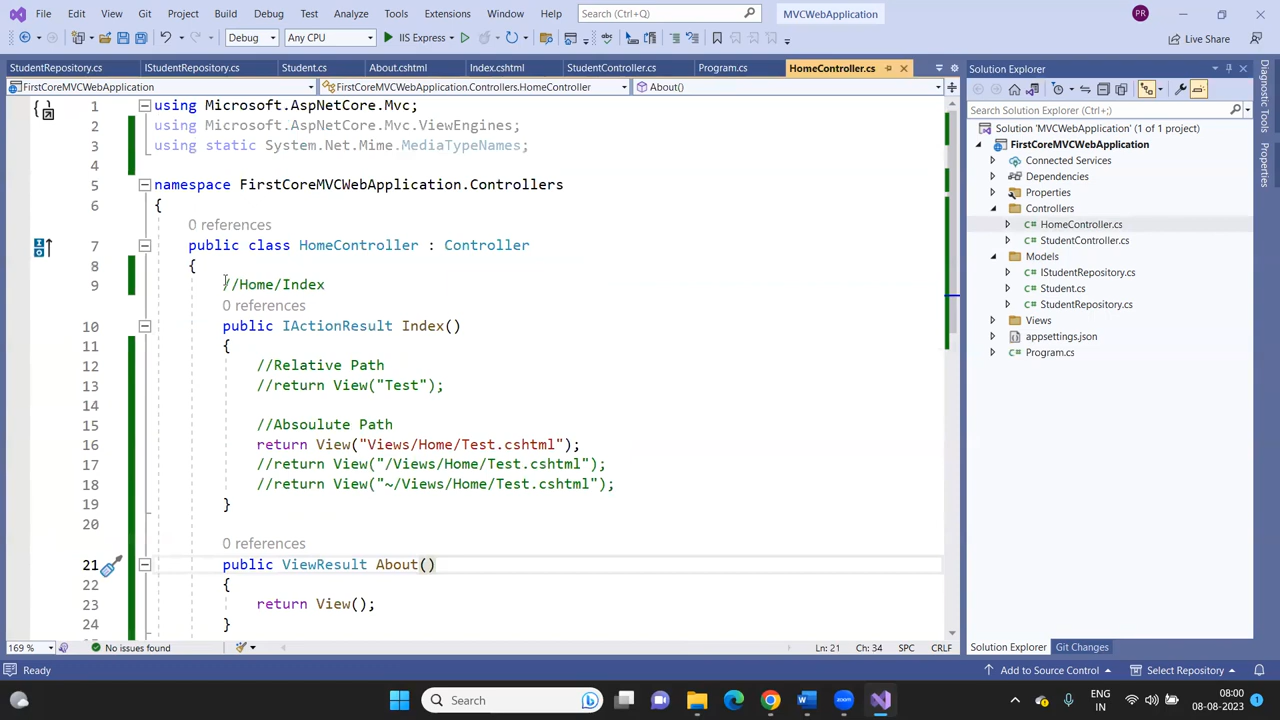 File Edit View Git Project Build Debug Test Analyze Tools Extensions Window Help Search (Ctrl+Q) MVCWebApplication PR
Debug Any CPU IIS Express Live Share
StudentRepository.cs IStudentRepository.cs Student.cs About.cshtml Index.cshtml StudentController.cs Program.cs HomeController.cs
FirstCoreMVCWebApplication FirstCoreMVCWebApplication.Controllers.HomeController About()
1 using Microsoft.AspNetCore.Mvc;
2 using Microsoft.AspNetCore.Mvc.ViewEngines;
3 using static System.Net.Mime.MediaTypeNames;
4
5 namespace FirstCoreMVCWebApplication.Controllers
6 {
0 references
7 public class HomeController : Controller
8 {
9 //Home/Index
0 references
10 public IActionResult Index()
11 {
12 //Relative Path
13 //return View("Test");
14
15 //Absoulute Path
16 return View("Views/Home/Test.cshtml");
17 //return View("/Views/Home/Test.cshtml");
18 //return View("~/Views/Home/Test.cshtml");
19 }
20
0 references
21 public ViewResult About()
22 {
23 return View();
24 }
169 % No issues found Ln: 21 Ch: 34 SPC CRLF
Solution Explorer
Search Solution Explorer (Ctrl+;)
Solution 'MVCWebApplication' (1 of 1 project)
FirstCoreMVCWebApplication
Connected Services
Dependencies
Properties
Controllers
C# HomeController.cs
C# StudentController.cs
Models
C# IStudentRepository.cs
C# Student.cs
C# StudentRepository.cs
Views
appsettings.json
C# Program.cs
Solution Explorer Git Changes
Diagnostic Tools
Properties
Ready Add to Source Control Select Repository
Search zoom ENG IN 08:00 08-08-2023